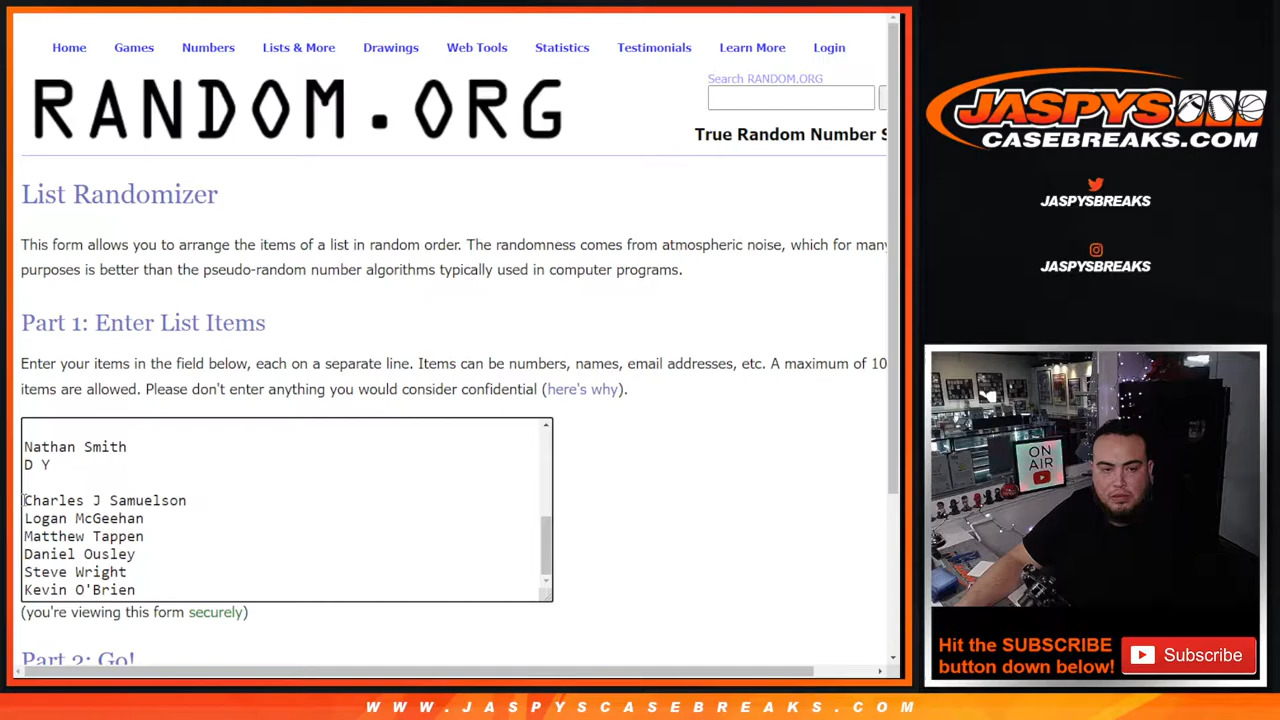 Home Games Numbers Lists & More Drawings Web Tools Statistics Testimonials Learn More Login
RANDOM.ORG
Search RANDOM.ORG
True Random Number S
List Randomizer
This form allows you to arrange the items of a list in random order. The randomness comes from atmospheric noise, which for many
purposes is better than the pseudo-random number algorithms typically used in computer programs.
Part 1: Enter List Items
Enter your items in the field below, each on a separate line. Items can be numbers, names, email addresses, etc. A maximum of 10
items are allowed. Please don't enter anything you would consider confidential (here's why).
Nathan Smith
D Y
Charles J Samuelson
Logan McGeehan
Matthew Tappen
Daniel Ousley
Steve Wright
Kevin O'Brien
(you're viewing this form securely)
Part 2: Go!
JASPYS
CASEBREAKS.COM
JASPYSBREAKS
JASPYSBREAKS
ON
AIR
Hit the SUBSCRIBE
button down below!
Subscribe
WWW.JASPYSCASEBREAKS.COM